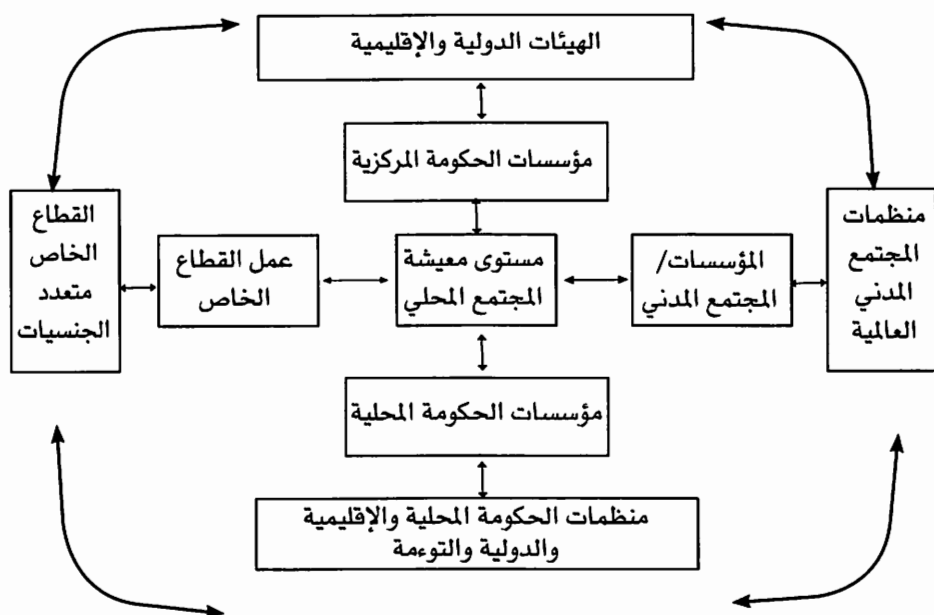 الهيئات الدولية والإقليمية
مؤسسات الحكومة المركزية
منظمات
المجتمع
المدني
العالمية
المؤسسات/
المجتمع المدني
مستوى معيشة
المجتمع المحلي
عمل القطاع
الخاص
القطاع
الخاص
متعدد
الجنسيات
مؤسسات الحكومة المحلية
منظمات الحكومة المحلية والإقليمية
والدولية والتوءمة